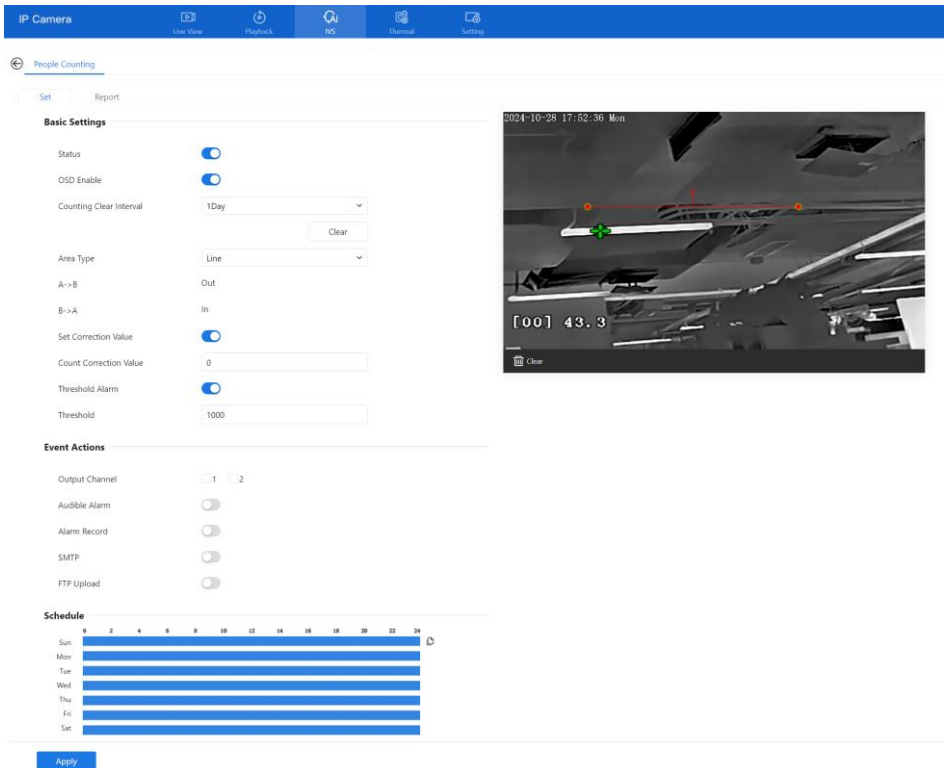 IP Camera
Live View Playback IVS Thermal Setting
People Counting
Set Report
Basic Settings
Status
OSD Enable
Counting Clear Interval 1Day
Clear
Area Type Line
A->B Out
B->A In
Set Correction Value
Count Correction Value 0
Threshold Alarm
Threshold 1000
2024-10-28 17:52:36 Mon
[00] 43.3
Clear
Event Actions
Output Channel 1 2
Audible Alarm
Alarm Record
SMTP
FTP Upload
Schedule
0 2 4 6 8 10 12 14 16 18 20 22 24
Sun
Mon
Tue
Wed
Thu
Fri
Sat
Apply